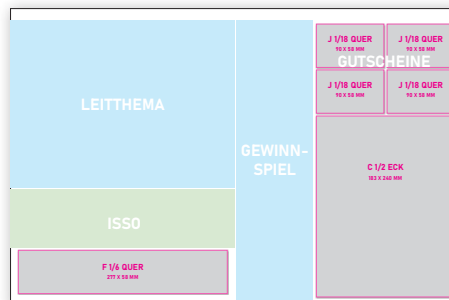 LEITTHEMA
ISSO
F 1/6 QUER
277 X 58 MM
GEWINN-
SPIEL
J 1/18 QUER
90 X 58 MM
J 1/18 QUER
90 X 58 MM
GUTSCHEINE
J 1/18 QUER
90 X 58 MM
J 1/18 QUER
90 X 58 MM
C 1/2 ECK
183 X 240 MM